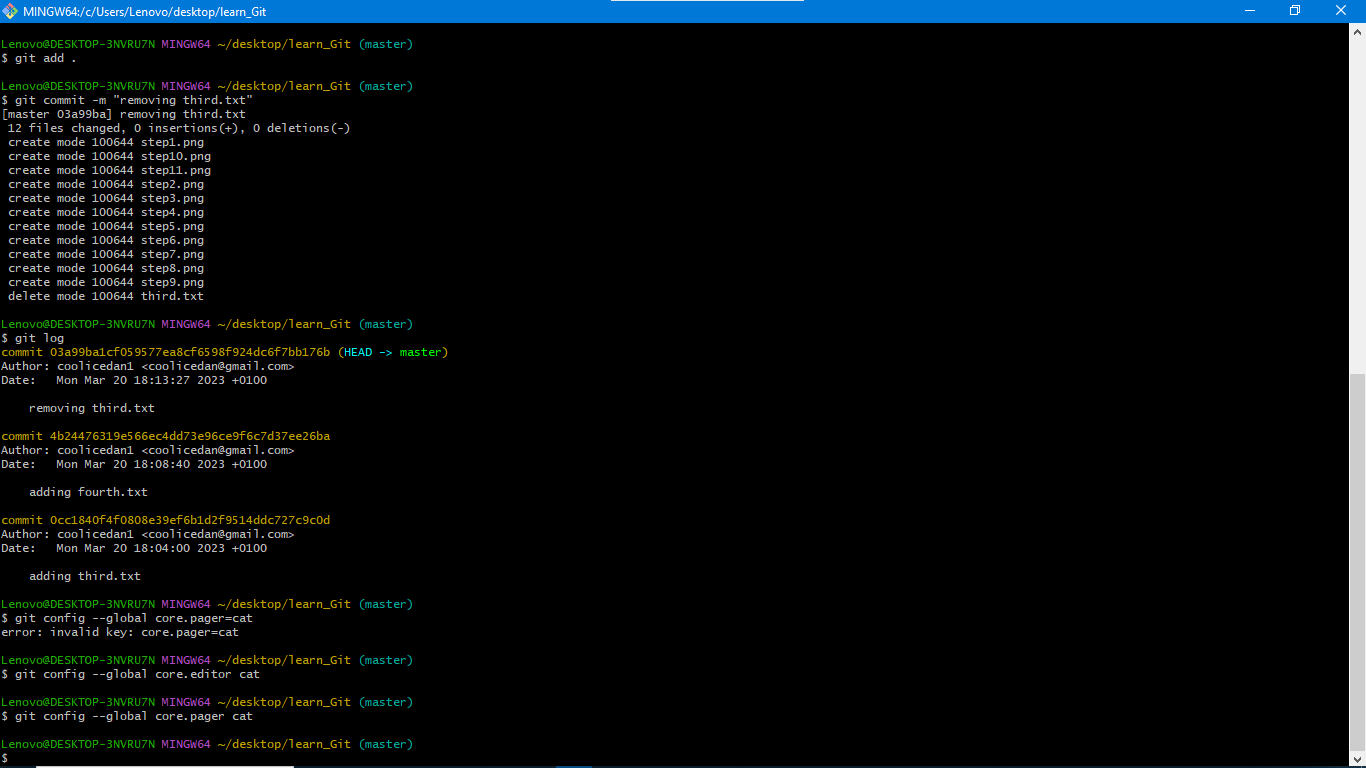 MINGW64:/c/Users/Lenovo/desktop/learn_Git
Lenovo@DESKTOP-3NVRU7N MINGW64 ~/desktop/learn_Git (master)
$ git add .
Lenovo@DESKTOP-3NVRU7N MINGW64 ~/desktop/learn_Git (master)
$ git commit -m "removing third.txt"
[master 03a99ba] removing third.txt
 12 files changed, 0 insertions(+), 0 deletions(-)
 create mode 100644 step1.png
 create mode 100644 step10.png
 create mode 100644 step11.png
 create mode 100644 step2.png
 create mode 100644 step3.png
 create mode 100644 step4.png
 create mode 100644 step5.png
 create mode 100644 step6.png
 create mode 100644 step7.png
 create mode 100644 step8.png
 create mode 100644 step9.png
 delete mode 100644 third.txt
Lenovo@DESKTOP-3NVRU7N MINGW64 ~/desktop/learn_Git (master)
$ git log
commit 03a99ba1cf059577ea8cf6598f924dc6f7bb176b (HEAD -> master)
Author: coolicedan1 <coolicedan@gmail.com>
Date:   Mon Mar 20 18:13:27 2023 +0100
    removing third.txt
commit 4b24476319e566ec4dd73e96ce9f6c7d37ee26ba
Author: coolicedan1 <coolicedan@gmail.com>
Date:   Mon Mar 20 18:08:40 2023 +0100
    adding fourth.txt
commit 0cc1840f4f0808e39ef6b1d2f9514ddc727c9c0d
Author: coolicedan1 <coolicedan@gmail.com>
Date:   Mon Mar 20 18:04:00 2023 +0100
    adding third.txt
Lenovo@DESKTOP-3NVRU7N MINGW64 ~/desktop/learn_Git (master)
$ git config --global core.pager=cat
error: invalid key: core.pager=cat
Lenovo@DESKTOP-3NVRU7N MINGW64 ~/desktop/learn_Git (master)
$ git config --global core.editor cat
Lenovo@DESKTOP-3NVRU7N MINGW64 ~/desktop/learn_Git (master)
$ git config --global core.pager cat
Lenovo@DESKTOP-3NVRU7N MINGW64 ~/desktop/learn_Git (master)
$